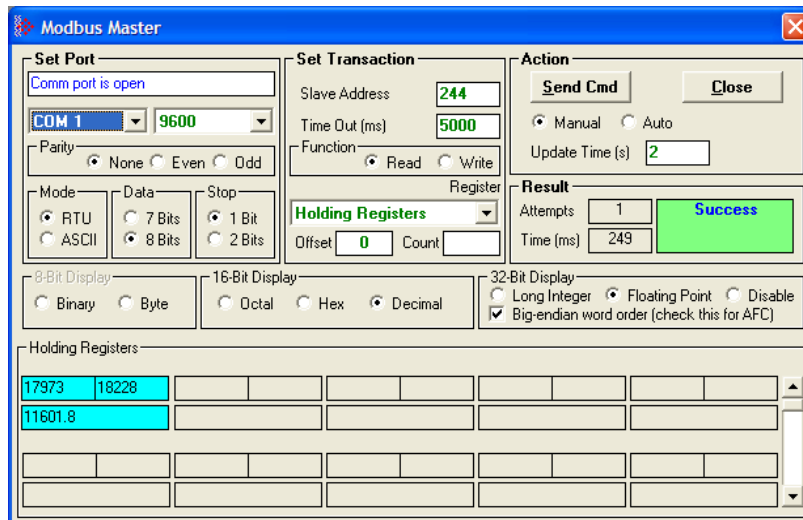 Modbus Master
Set Port
Comm port is open
COM 1 9600
Parity
None Even Odd
Mode
RTU
ASCII
Data
7 Bits
8 Bits
Stop
1 Bit
2 Bits
Set Transaction
Slave Address 244
Time Out (ms) 5000
Function
Read Write
Register
Holding Registers
Offset 0 Count
Action
Send Cmd Close
Manual Auto
Update Time (s) 2
Result
Attempts 1
Time (ms) 249
Success
8-Bit Display
Binary Byte
16-Bit Display
Octal Hex Decimal
32-Bit Display
Long Integer Floating Point Disable
Big-endian word order (check this for AFC)
Holding Registers
17973 18228
11601.8